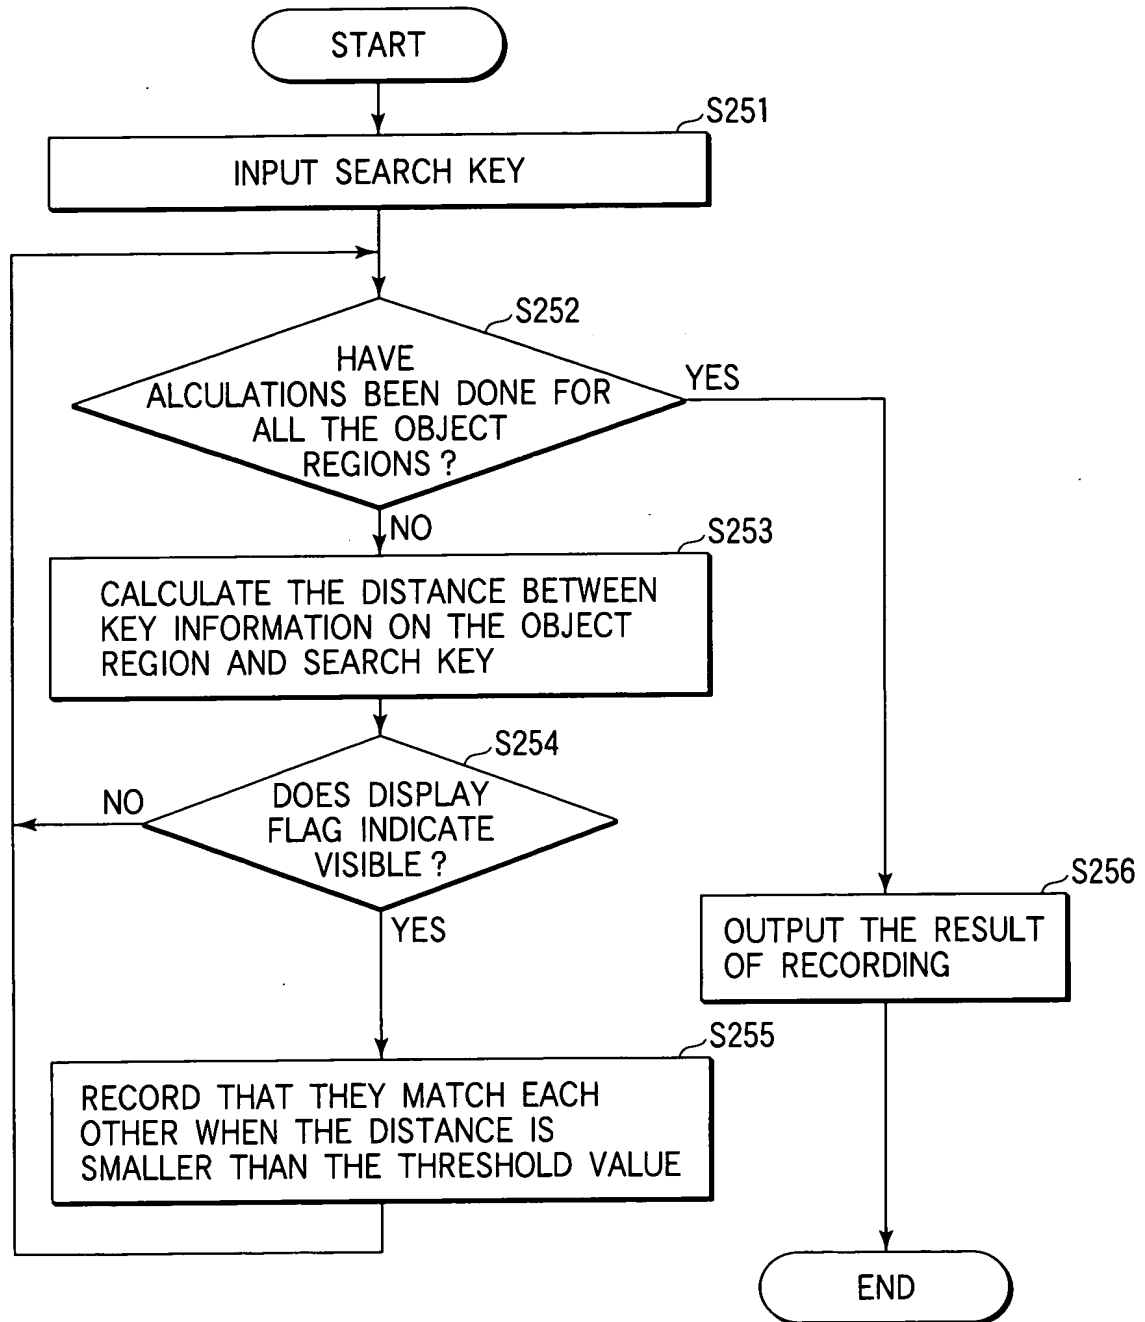 START
S251
INPUT SEARCH KEY
S252
HAVE
ALCULATIONS BEEN DONE FOR
ALL THE OBJECT
REGIONS ?
YES
NO
S253
CALCULATE THE DISTANCE BETWEEN
KEY INFORMATION ON THE OBJECT
REGION AND SEARCH KEY
S254
NO
DOES DISPLAY
FLAG INDICATE
VISIBLE ?
YES
S256
OUTPUT THE RESULT
OF RECORDING
S255
RECORD THAT THEY MATCH EACH
OTHER WHEN THE DISTANCE IS
SMALLER THAN THE THRESHOLD VALUE
END